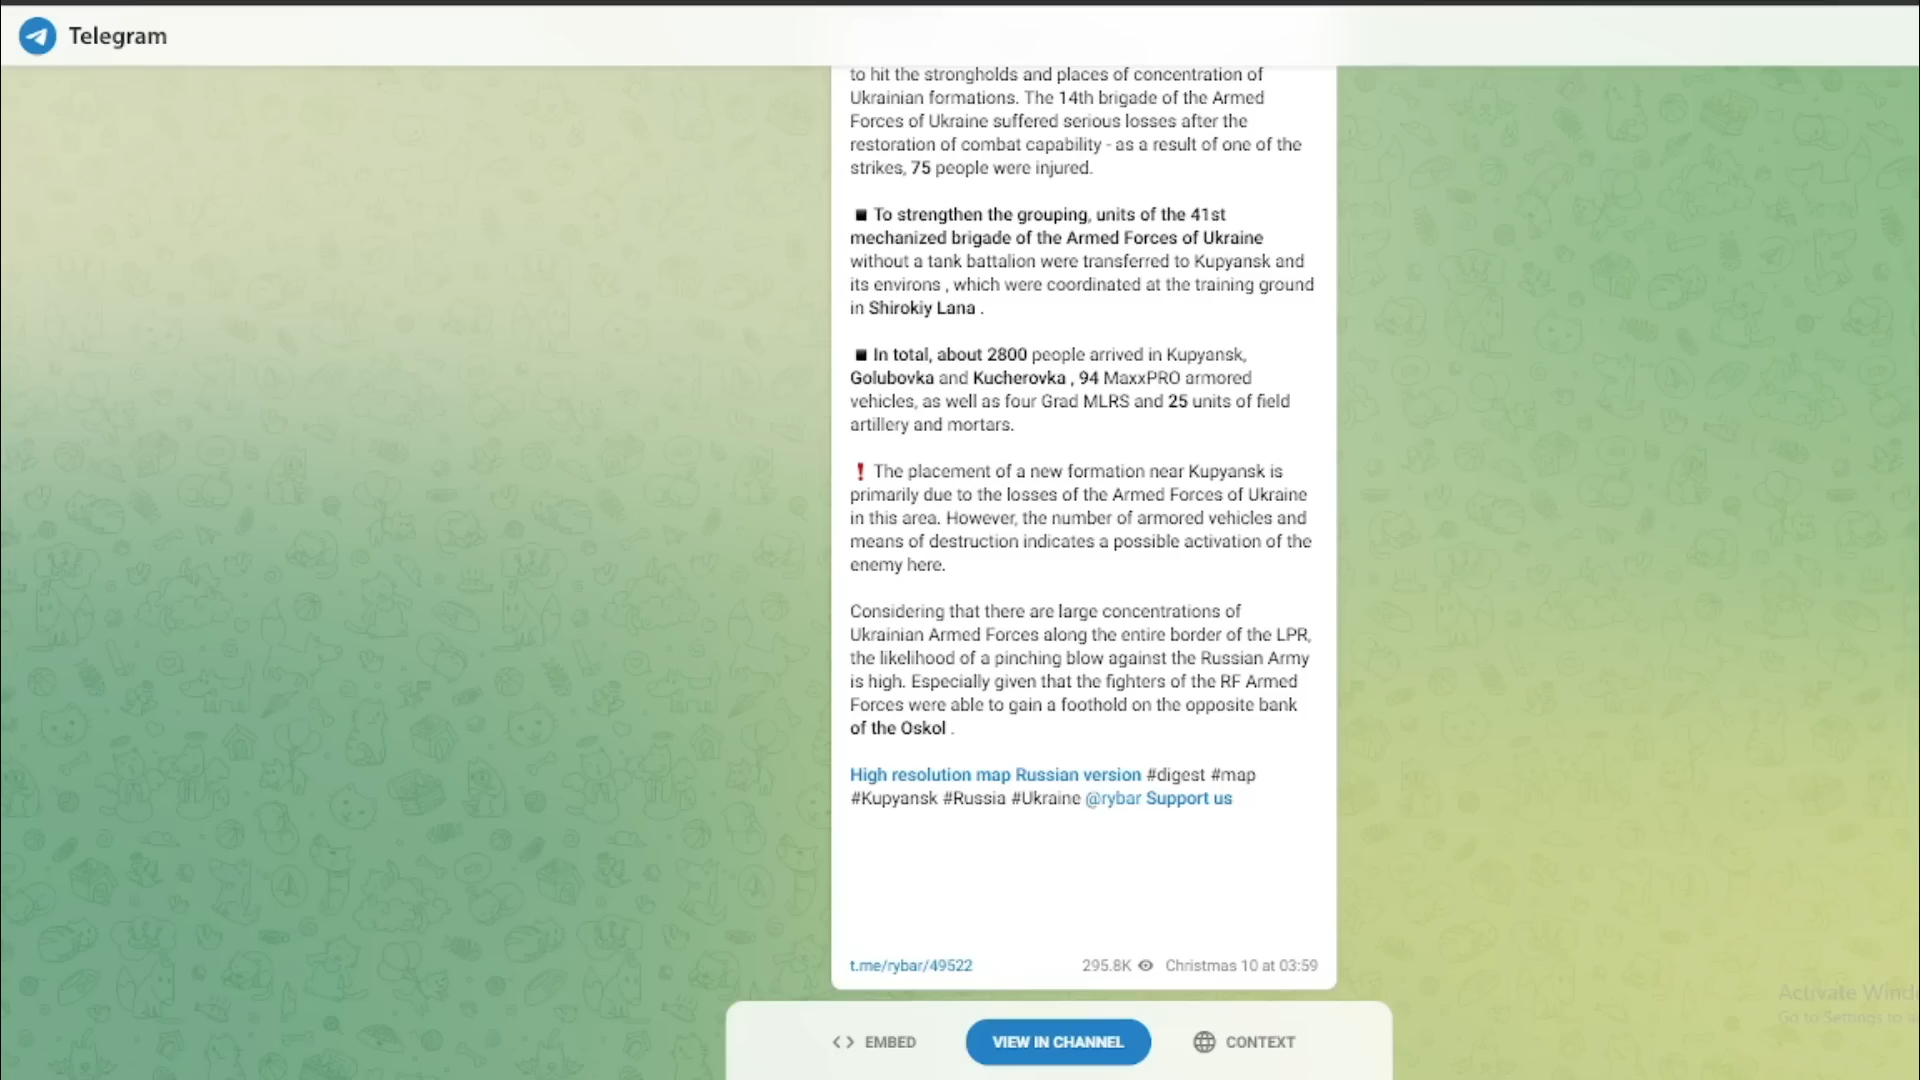 Telegram
to hit the strongholds and places of concentration of
Ukrainian formations. The 14th brigade of the Armed
Forces of Ukraine suffered serious losses after the
restoration of combat capability - as a result of one of the
strikes, 75 people were injured.
◾ To strengthen the grouping, units of the 41st
mechanized brigade of the Armed Forces of Ukraine
without a tank battalion were transferred to Kupyansk and
its environs , which were coordinated at the training ground
in Shirokiy Lana .
◾ In total, about 2800 people arrived in Kupyansk,
Golubovka and Kucherovka , 94 MaxxPRO armored
vehicles, as well as four Grad MLRS and 25 units of field
artillery and mortars.
❗ The placement of a new formation near Kupyansk is
primarily due to the losses of the Armed Forces of Ukraine
in this area. However, the number of armored vehicles and
means of destruction indicates a possible activation of the
enemy here.
Considering that there are large concentrations of
Ukrainian Armed Forces along the entire border of the LPR,
the likelihood of a pinching blow against the Russian Army
is high. Especially given that the fighters of the RF Armed
Forces were able to gain a foothold on the opposite bank
of the Oskol .
High resolution map Russian version #digest #map
#Kupyansk #Russia #Ukraine @rybar Support us
t.me/rybar/49522 295.8K Christmas 10 at 03:59
Activate Wind
Go to Settings to a
<> EMBED VIEW IN CHANNEL CONTEXT